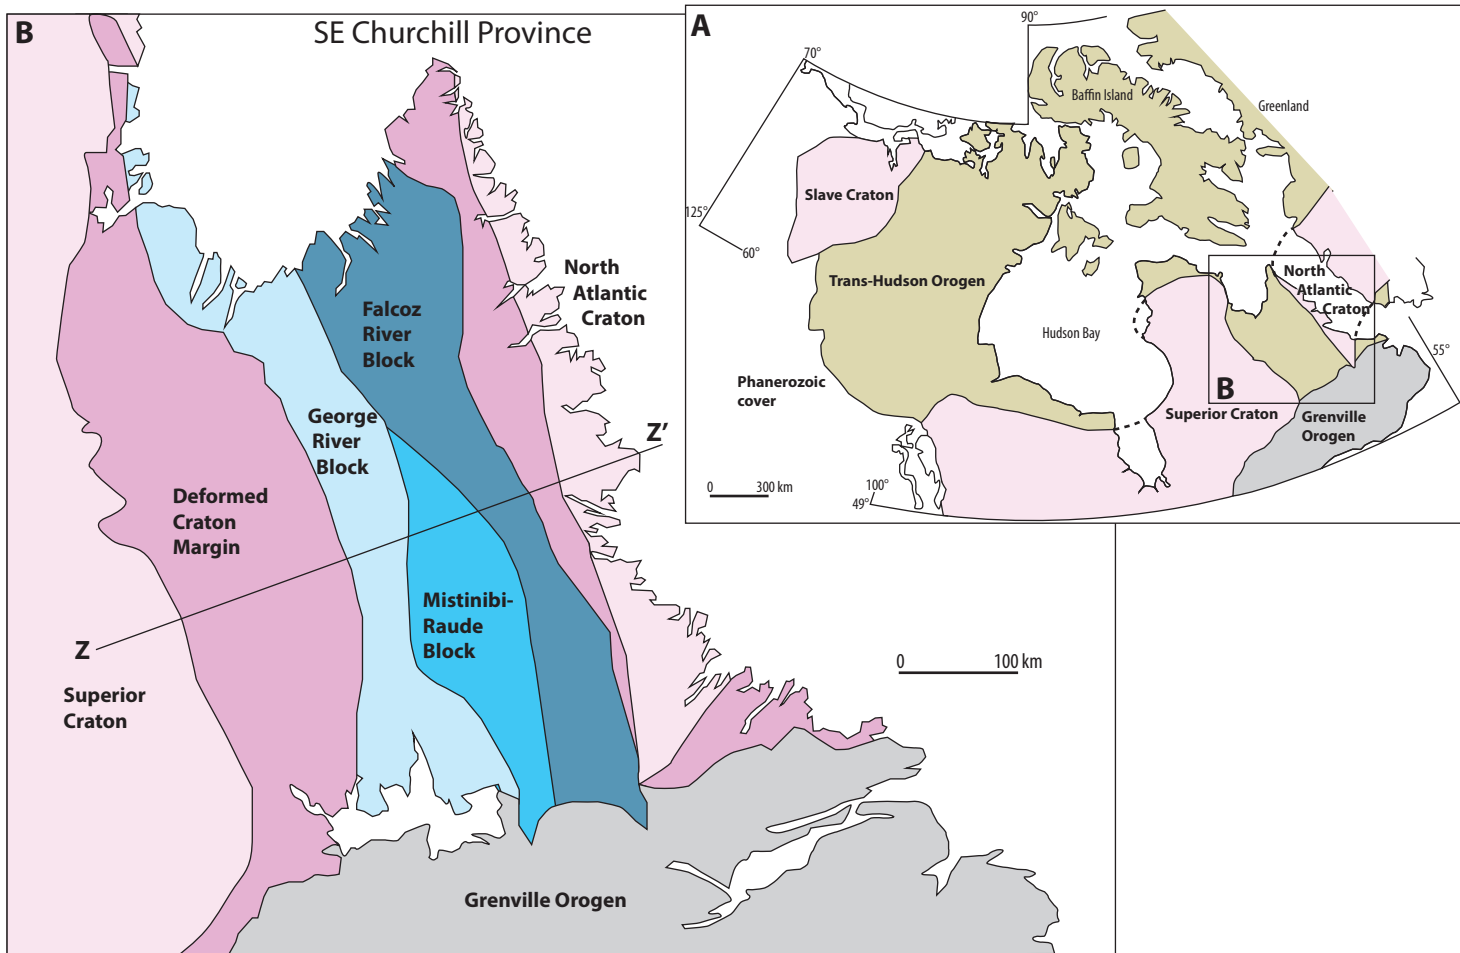 B
SE Churchill Province
North
Atlantic
Craton
Falcoz
River
Block
George
River
Block
Z'
Deformed
Craton
Margin
Mistinibi-
Raude
Block
Z
Superior
Craton
0 100 km
Grenville Orogen
A
90°
70°
Baffin Island
Greenland
Slave Craton
125°
60°
Trans-Hudson Orogen
North
Atlantic
Craton
Hudson Bay
55°
Phanerozoic
cover
B
Superior Craton
Grenville
Orogen
0 300 km
100°
49°